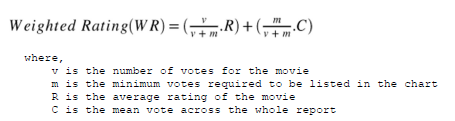 Weighted Rating(WR) = (v/(v + m).R) + (m/(v + m).C)
where,
v is the number of votes for the movie
m is the minimum votes required to be listed in the chart
R is the average rating of the movie
C is the mean vote across the whole report